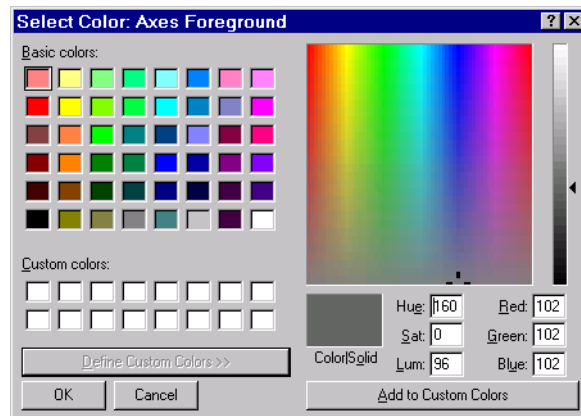 Select Color: Axes Foreground
Basic colors:
Custom colors:
Define Custom Colors >>
OK Cancel
Hue: 160 Red: 102
Sat: 0 Green: 102
Color|Solid Lum: 96 Blue: 102
Add to Custom Colors